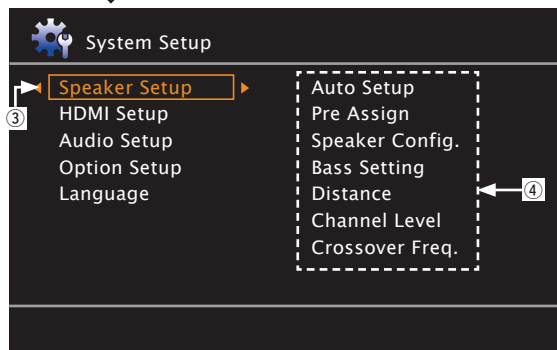 System Setup
Speaker Setup
HDMI Setup
Audio Setup
Option Setup
Language
Auto Setup
Pre Assign
Speaker Config.
Bass Setting
Distance
Channel Level
Crossover Freq.
③
④